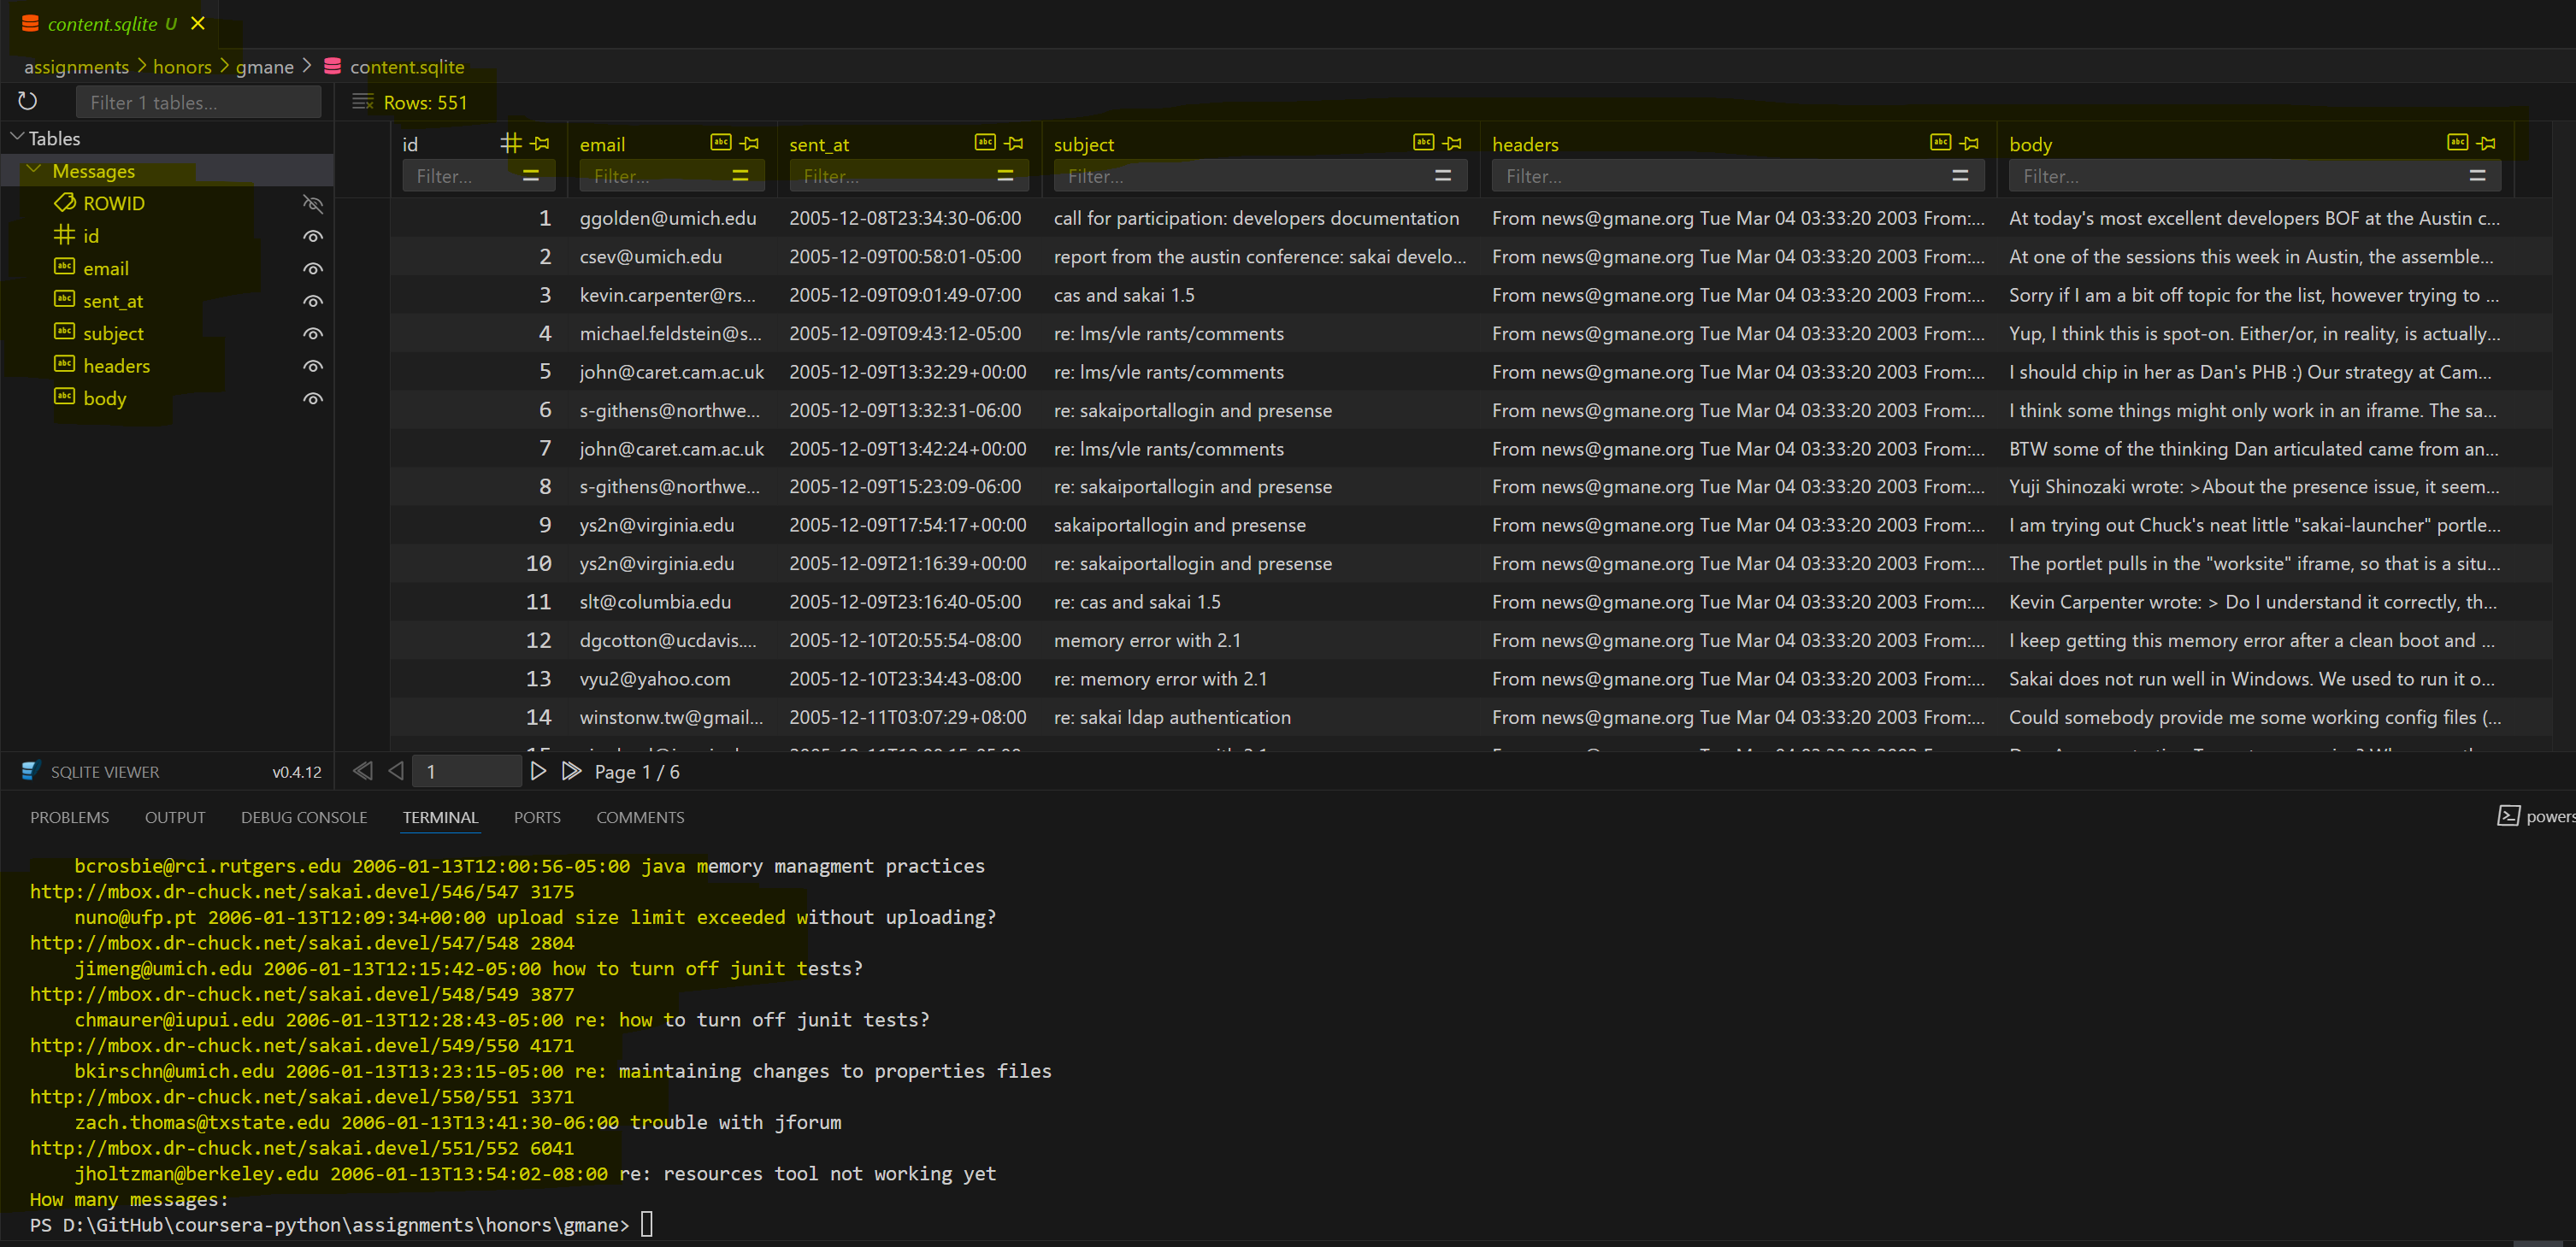 content.sqlite U
assignments > honors > gmane > content.sqlite
Filter 1 tables... Rows: 551
Tables
Messages
ROWID
id
email
sent_at
subject
headers
body
id email sent_at subject headers body
Filter... Filter... Filter... Filter... Filter... Filter...
1 ggolden@umich.edu 2005-12-08T23:34:30-06:00 call for participation: developers documentation From news@gmane.org Tue Mar 04 03:33:20 2003 From:... At today's most excellent developers BOF at the Austin c...
2 csev@umich.edu 2005-12-09T00:58:01-05:00 report from the austin conference: sakai develo... From news@gmane.org Tue Mar 04 03:33:20 2003 From:... At one of the sessions this week in Austin, the assemble...
3 kevin.carpenter@rs... 2005-12-09T09:01:49-07:00 cas and sakai 1.5 From news@gmane.org Tue Mar 04 03:33:20 2003 From:... Sorry if I am a bit off topic for the list, however trying to ...
4 michael.feldstein@s... 2005-12-09T09:43:12-05:00 re: lms/vle rants/comments From news@gmane.org Tue Mar 04 03:33:20 2003 From:... Yup, I think this is spot-on. Either/or, in reality, is actually...
5 john@caret.cam.ac.uk 2005-12-09T13:32:29+00:00 re: lms/vle rants/comments From news@gmane.org Tue Mar 04 03:33:20 2003 From:... I should chip in her as Dan's PHB :) Our strategy at Cam...
6 s-githens@northwe... 2005-12-09T13:32:31-06:00 re: sakaiportallogin and presense From news@gmane.org Tue Mar 04 03:33:20 2003 From:... I think some things might only work in an iframe. The sa...
7 john@caret.cam.ac.uk 2005-12-09T13:42:24+00:00 re: lms/vle rants/comments From news@gmane.org Tue Mar 04 03:33:20 2003 From:... BTW some of the thinking Dan articulated came from an...
8 s-githens@northwe... 2005-12-09T15:23:09-06:00 re: sakaiportallogin and presense From news@gmane.org Tue Mar 04 03:33:20 2003 From:... Yuji Shinozaki wrote: >About the presence issue, it seem...
9 ys2n@virginia.edu 2005-12-09T17:54:17+00:00 sakaiportallogin and presense From news@gmane.org Tue Mar 04 03:33:20 2003 From:... I am trying out Chuck's neat little "sakai-launcher" portle...
10 ys2n@virginia.edu 2005-12-09T21:16:39+00:00 re: sakaiportallogin and presense From news@gmane.org Tue Mar 04 03:33:20 2003 From:... The portlet pulls in the "worksite" iframe, so that is a situ...
11 slt@columbia.edu 2005-12-09T23:16:40-05:00 re: cas and sakai 1.5 From news@gmane.org Tue Mar 04 03:33:20 2003 From:... Kevin Carpenter wrote: > Do I understand it correctly, th...
12 dgcotton@ucdavis.... 2005-12-10T20:55:54-08:00 memory error with 2.1 From news@gmane.org Tue Mar 04 03:33:20 2003 From:... I keep getting this memory error after a clean boot and ...
13 vyu2@yahoo.com 2005-12-10T23:34:43-08:00 re: memory error with 2.1 From news@gmane.org Tue Mar 04 03:33:20 2003 From:... Sakai does not run well in Windows. We used to run it o...
14 winstonw.tw@gmail... 2005-12-11T03:07:29+08:00 re: sakai ldap authentication From news@gmane.org Tue Mar 04 03:33:20 2003 From:... Could somebody provide me some working config files (...
SQLITE VIEWER v0.4.12 1 Page 1 / 6
PROBLEMS OUTPUT DEBUG CONSOLE TERMINAL PORTS COMMENTS powers
bcrosbie@rci.rutgers.edu 2006-01-13T12:00:56-05:00 java memory managment practices
http://mbox.dr-chuck.net/sakai.devel/546/547 3175
nuno@ufp.pt 2006-01-13T12:09:34+00:00 upload size limit exceeded without uploading?
http://mbox.dr-chuck.net/sakai.devel/547/548 2804
jimeng@umich.edu 2006-01-13T12:15:42-05:00 how to turn off junit tests?
http://mbox.dr-chuck.net/sakai.devel/548/549 3877
chmaurer@iupui.edu 2006-01-13T12:28:43-05:00 re: how to turn off junit tests?
http://mbox.dr-chuck.net/sakai.devel/549/550 4171
bkirschn@umich.edu 2006-01-13T13:23:15-05:00 re: maintaining changes to properties files
http://mbox.dr-chuck.net/sakai.devel/550/551 3371
zach.thomas@txstate.edu 2006-01-13T13:41:30-06:00 trouble with jforum
http://mbox.dr-chuck.net/sakai.devel/551/552 6041
jholtzman@berkeley.edu 2006-01-13T13:54:02-08:00 re: resources tool not working yet
How many messages:
PS D:\GitHub\coursera-python\assignments\honors\gmane>